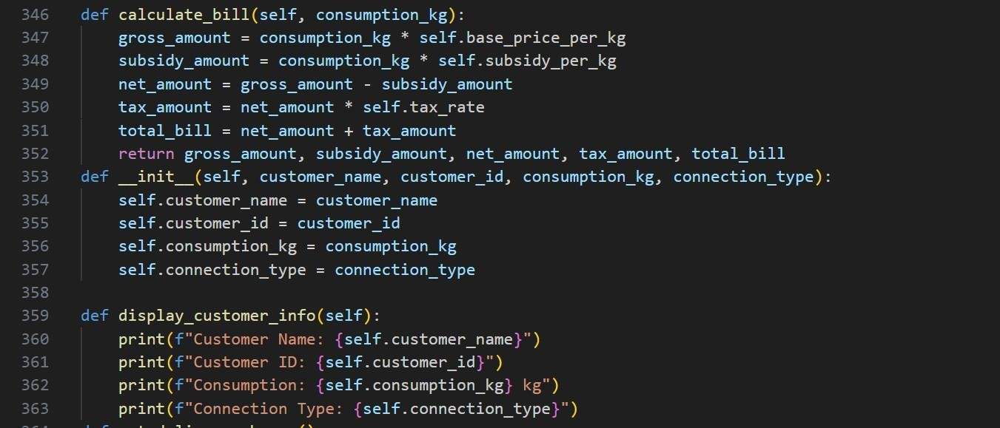 346 def calculate_bill(self, consumption_kg):
347 gross_amount = consumption_kg * self.base_price_per_kg
348 subsidy_amount = consumption_kg * self.subsidy_per_kg
349 net_amount = gross_amount - subsidy_amount
350 tax_amount = net_amount * self.tax_rate
351 total_bill = net_amount + tax_amount
352 return gross_amount, subsidy_amount, net_amount, tax_amount, total_bill
353 def __init__(self, customer_name, customer_id, consumption_kg, connection_type):
354 self.customer_name = customer_name
355 self.customer_id = customer_id
356 self.consumption_kg = consumption_kg
357 self.connection_type = connection_type
358
359 def display_customer_info(self):
360 print(f"Customer Name: {self.customer_name}")
361 print(f"Customer ID: {self.customer_id}")
362 print(f"Consumption: {self.consumption_kg} kg")
363 print(f"Connection Type: {self.connection_type}")